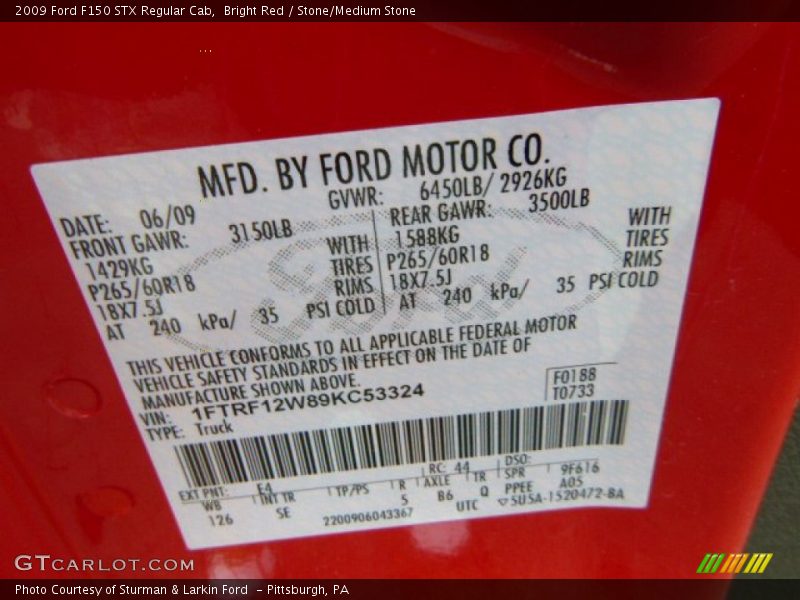 2009 Ford F150 STX Regular Cab,  Bright Red / Stone/Medium Stone
MFD. BY FORD MOTOR CO.
DATE: 06/09 GVWR: 6450LB/ 2926KG
FRONT GAWR: 3150LB REAR GAWR: 3500LB
1429KG WITH 1588KG WITH
P265/60R18 TIRES P265/60R18 TIRES
18X7.5J RIMS 18X7.5J RIMS
AT 240 kPa/ 35 PSI COLD AT 240 kPa/ 35 PSI COLD
Ford
THIS VEHICLE CONFORMS TO ALL APPLICABLE FEDERAL MOTOR
VEHICLE SAFETY STANDARDS IN EFFECT ON THE DATE OF
MANUFACTURE SHOWN ABOVE.
VIN: 1FTRF12W89KC53324 F0188
TYPE: Truck T0733
EXT PNT: E4 RC: 44 DSO: 9F616
WB INT TR TP/PS R AXLE TR SPR A05
126 SE 5 B6 Q PPEE
2200906043367 UTC 5U5A-1520472-BA
GTCARLOT.COM
Photo Courtesy of Sturman & Larkin Ford  - Pittsburgh, PA